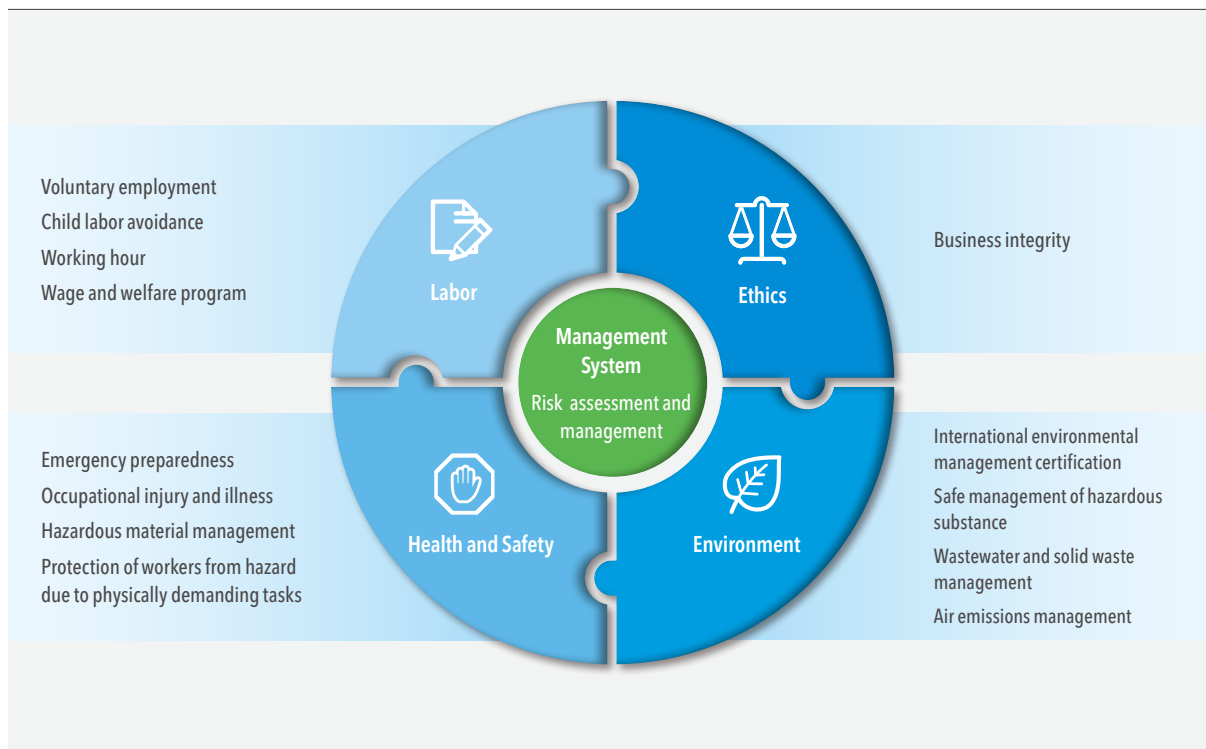 Voluntary employment
Child labor avoidance
Working hour
Wage and welfare program
Labor
Ethics
Business integrity
Management
System
Risk assessment and
management
Emergency preparedness
Occupational injury and illness
Hazardous material management
Protection of workers from hazard
due to physically demanding tasks
Health and Safety
Environment
International environmental
management certification
Safe management of hazardous
substance
Wastewater and solid waste
management
Air emissions management